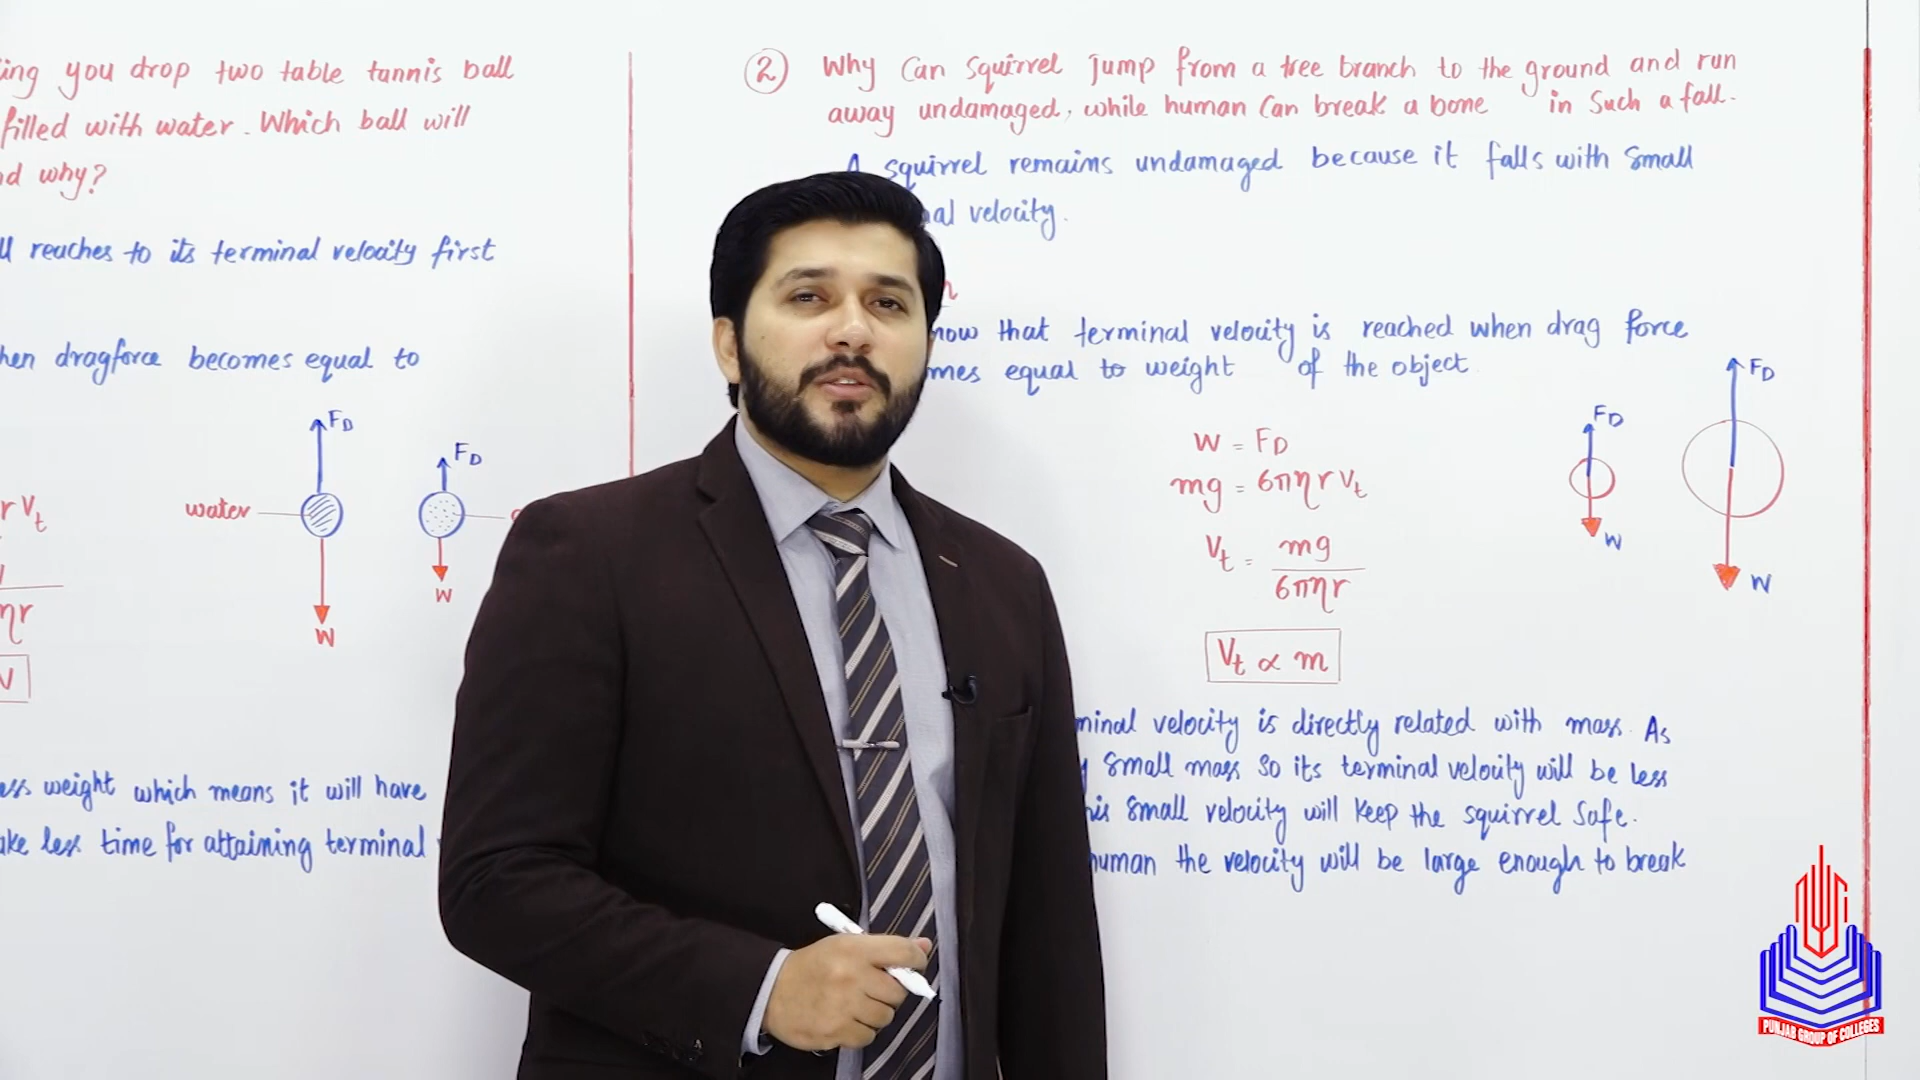 ing you drop two table tannis ball
filled with water. Which ball will
nd why?
ll reaches to its terminal velocity first
hen dragforce becomes equal to
FD
FD
r Vt
water
W
ηr
W
V
ess weight which means it will have
ake less time for attaining terminal
2 Why Can Squirrel jump from a tree branch to the ground and run
away undamaged, while human Can break a bone in Such a fall.
A squirrel remains undamaged because it falls with Small
nal velocity.
now that terminal velocity is reached when drag force
mes equal to weight of the object
W = FD
mg = 6πηr Vt
Vt = mg
6πηr
Vt ∝ m
FD
W
FD
W
minal velocity is directly related with mass. As
Small mass so its terminal velouity will be less
his Small velocity will keep the squirrel Safe.
human the velocity will be large enough to break
PUNJAB GROUP OF COLLEGES